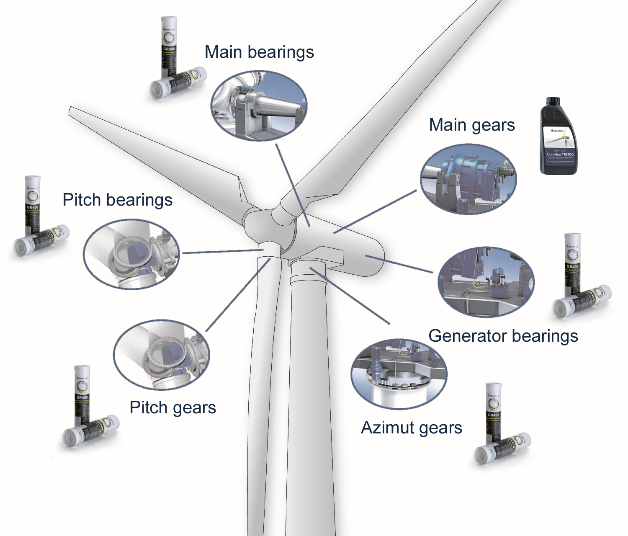 Main bearings
Main gears
Pitch bearings
Generator bearings
Pitch gears
Azimut gears